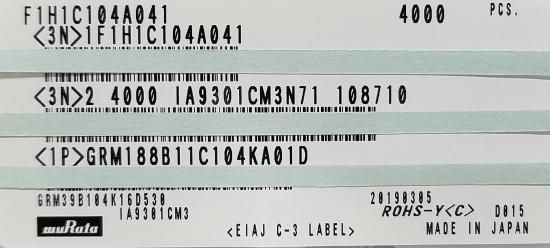 F1H1C104A041 4000 PCS.
<3N>1F1H1C104A041
<3N>2 4000 IA9301CM3N71 108710
<1P>GRM188B11C104KA01D
GRM39B104K16D530 20190305
IA9301CM3 ROHS-Y<C> D015
muRata <EIAJ C-3 LABEL> MADE IN JAPAN